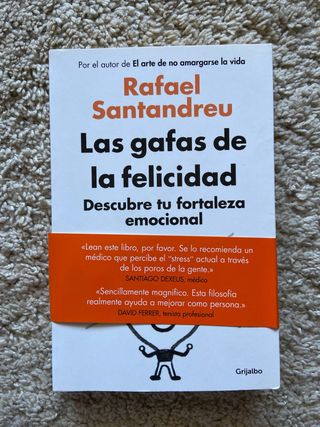 Por el autor de El arte de no amargarse la vida
Rafael
Santandreu
Las gafas de
la felicidad
Descubre tu fortaleza
emocional
«Lean este libro, por favor. Se lo recomienda un
médico que percibe el "stress" actual a través
de los poros de la gente.»
SANTIAGO DEXEUS, médico
«Sencillamente magnífico. Esta filosofía
realmente ayuda a mejorar como persona.»
DAVID FERRER, tenista profesional
Grijalbo